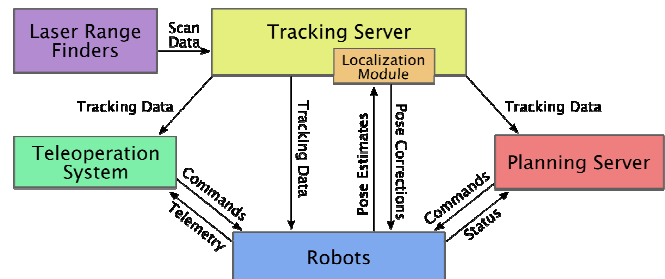 Laser Range
Finders
Scan
Data
Tracking Server
Localization
Module
Tracking Data
Tracking Data
Pose Estimates
Pose Corrections
Tracking Data
Teleoperation
System
Planning Server
Commands
Telemetry
Commands
Status
Robots